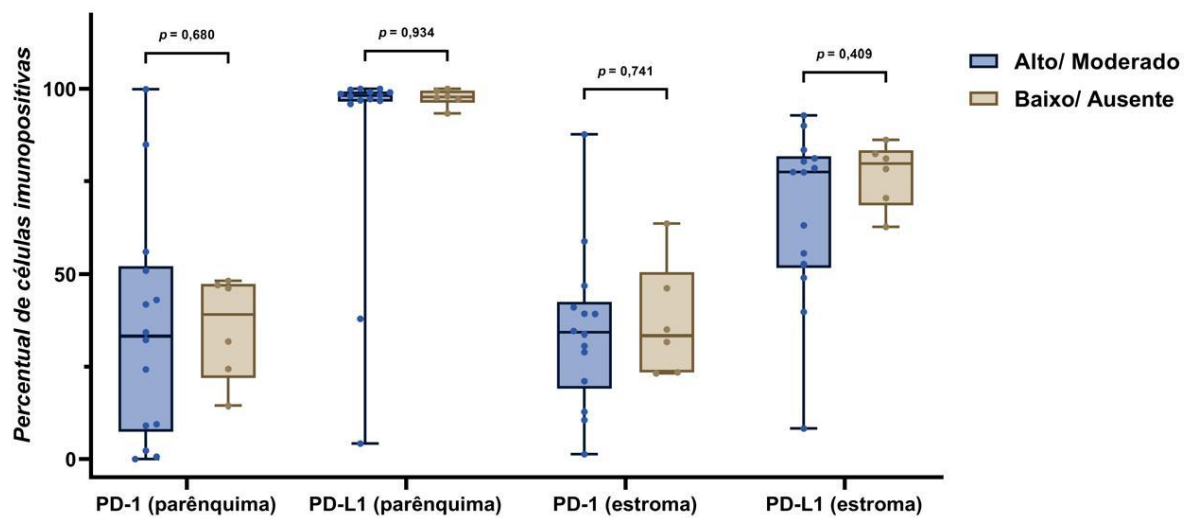 p = 0,680
p = 0,934
p = 0,741
p = 0,409
Alto/ Moderado
Baixo/ Ausente
Percentual de células imunopositivas
100
50
0
PD-1 (parênquima)
PD-L1 (parênquima)
PD-1 (estroma)
PD-L1 (estroma)